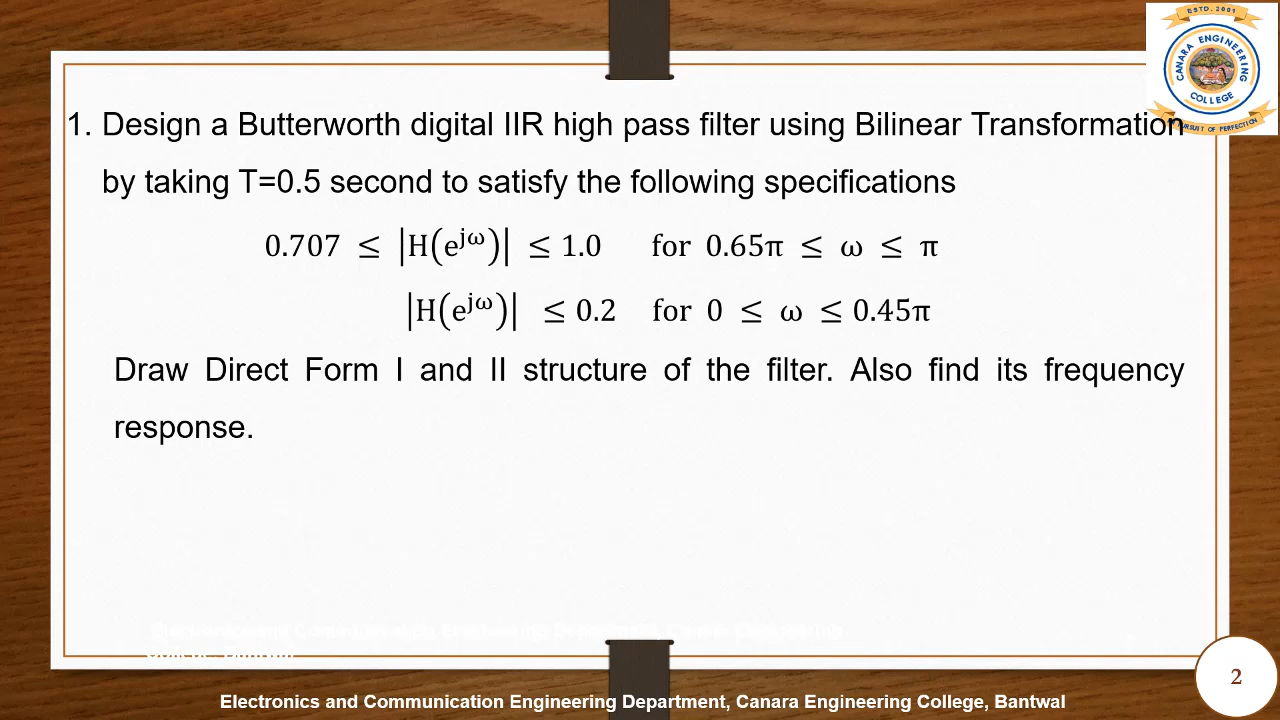 ESTD. 2001
CANARA ENGINEERING
COLLEGE
PURSUIT OF PERFECTION
1. Design a Butterworth digital IIR high pass filter using Bilinear Transformation
by taking T=0.5 second to satisfy the following specifications
0.707 ≤ |H(e^jω)| ≤ 1.0 for 0.65π ≤ ω ≤ π
|H(e^jω)| ≤ 0.2 for 0 ≤ ω ≤ 0.45π
Draw Direct Form I and II structure of the filter. Also find its frequency
response.
2
Electronics and Communication Engineering Department, Canara Engineering College, Bantwal